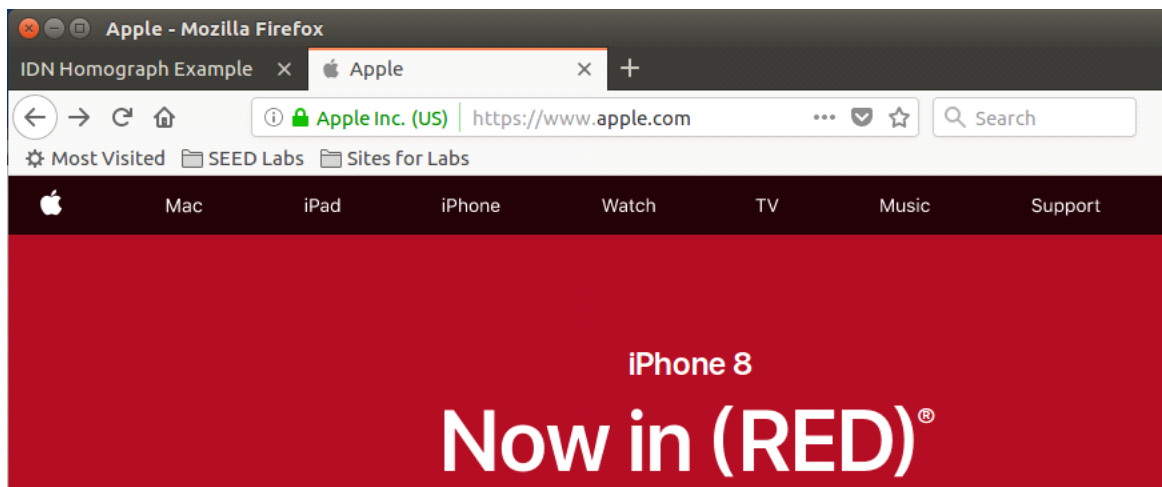 Apple - Mozilla Firefox
IDN Homograph Example
Apple
Apple Inc. (US) https://www.apple.com
Search
Most Visited SEED Labs Sites for Labs
Mac iPad iPhone Watch TV Music Support
iPhone 8
Now in (RED)®